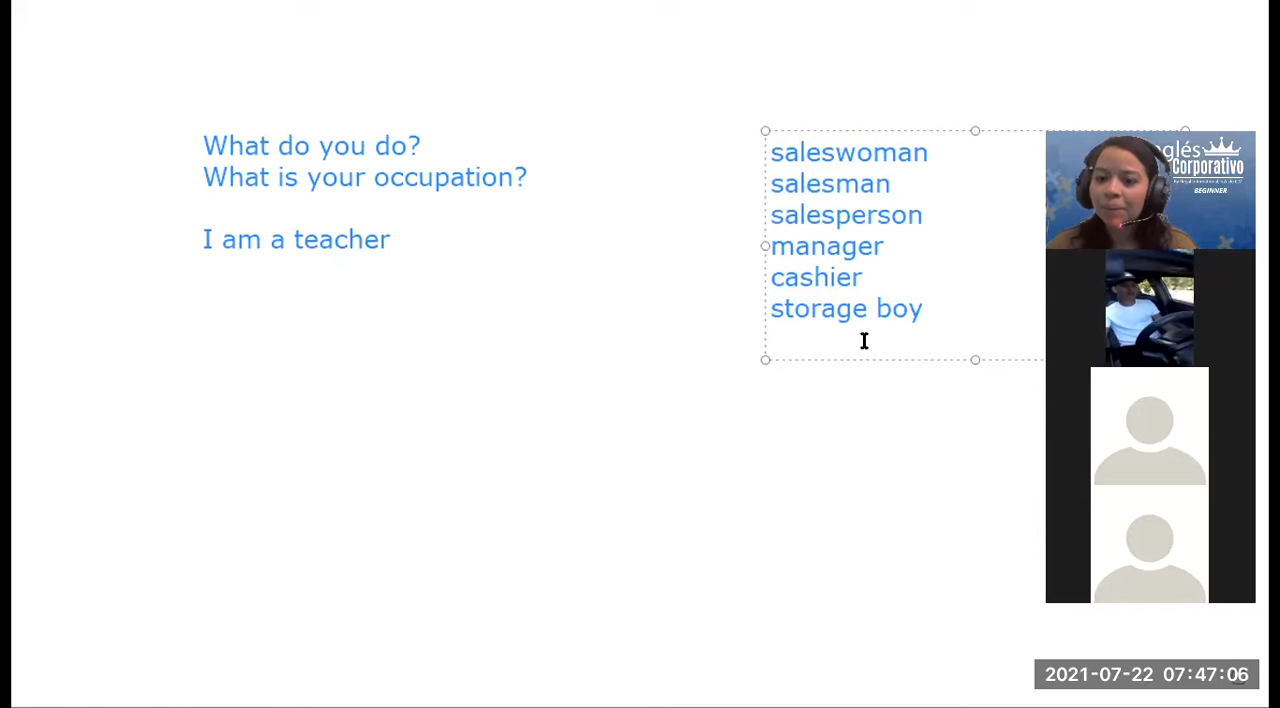 What do you do?
What is your occupation?
I am a teacher
saleswoman
salesman
salesperson
manager
cashier
storage boy
glés
Corporativo
BEGINNER
2021-07-22 07:47:06